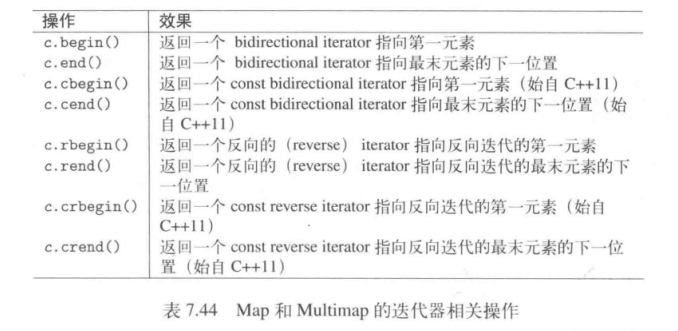 操作 效果
c.begin() 返回一个 bidirectional iterator 指向第一元素
c.end() 返回一个 bidirectional iterator 指向最末元素的下一位置
c.cbegin() 返回一个 const bidirectional iterator 指向第一元素（始自 C++11）
c.cend() 返回一个 const bidirectional iterator 指向最末元素的下一位置（始
自 C++11）
c.rbegin() 返回一个反向的（reverse） iterator 指向反向迭代的第一元素
c.rend() 返回一个反向的（reverse） iterator 指向反向迭代的最末元素的下
一位置
c.crbegin() 返回一个 const reverse iterator 指向反向迭代的第一元素（始自
C++11）
c.crend() 返回一个 const reverse iterator 指向反向迭代的最末元素的下一位
置（始自 C++11）
表 7.44 Map 和 Multimap 的迭代器相关操作